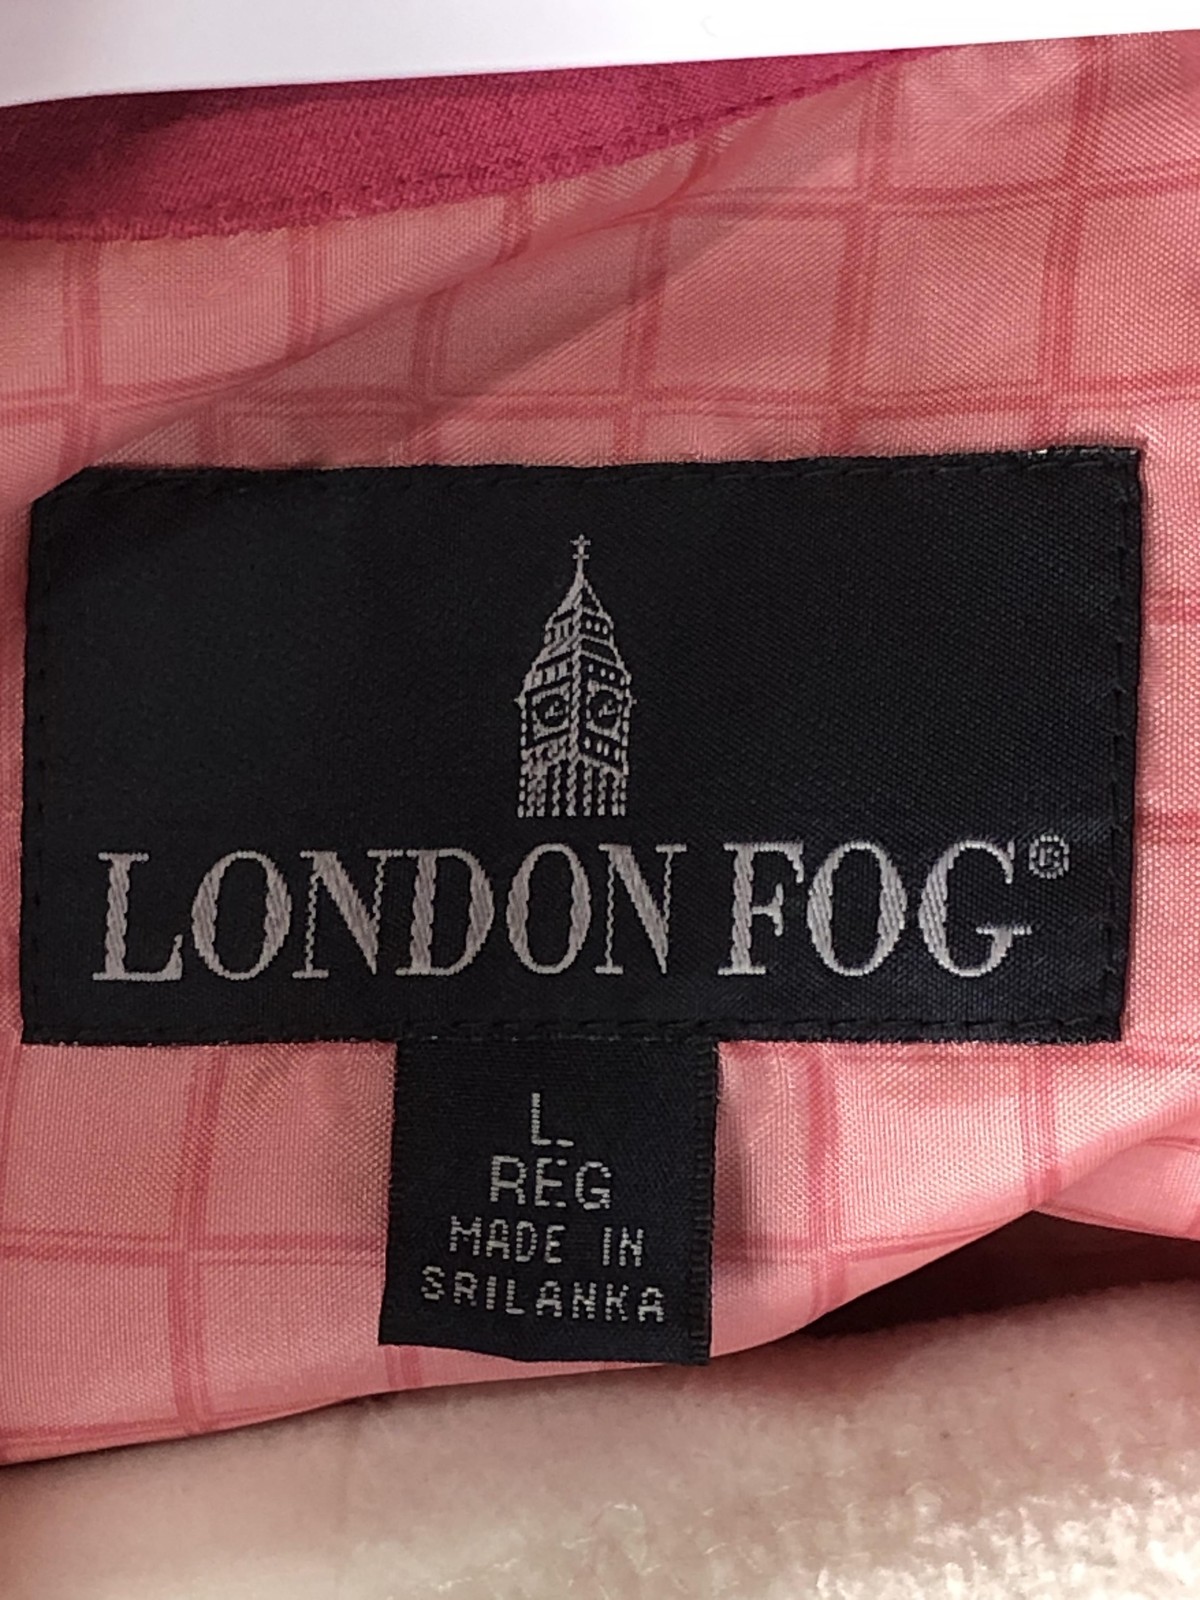 LONDON FOG®
L
REG
MADE IN
SRILANKA